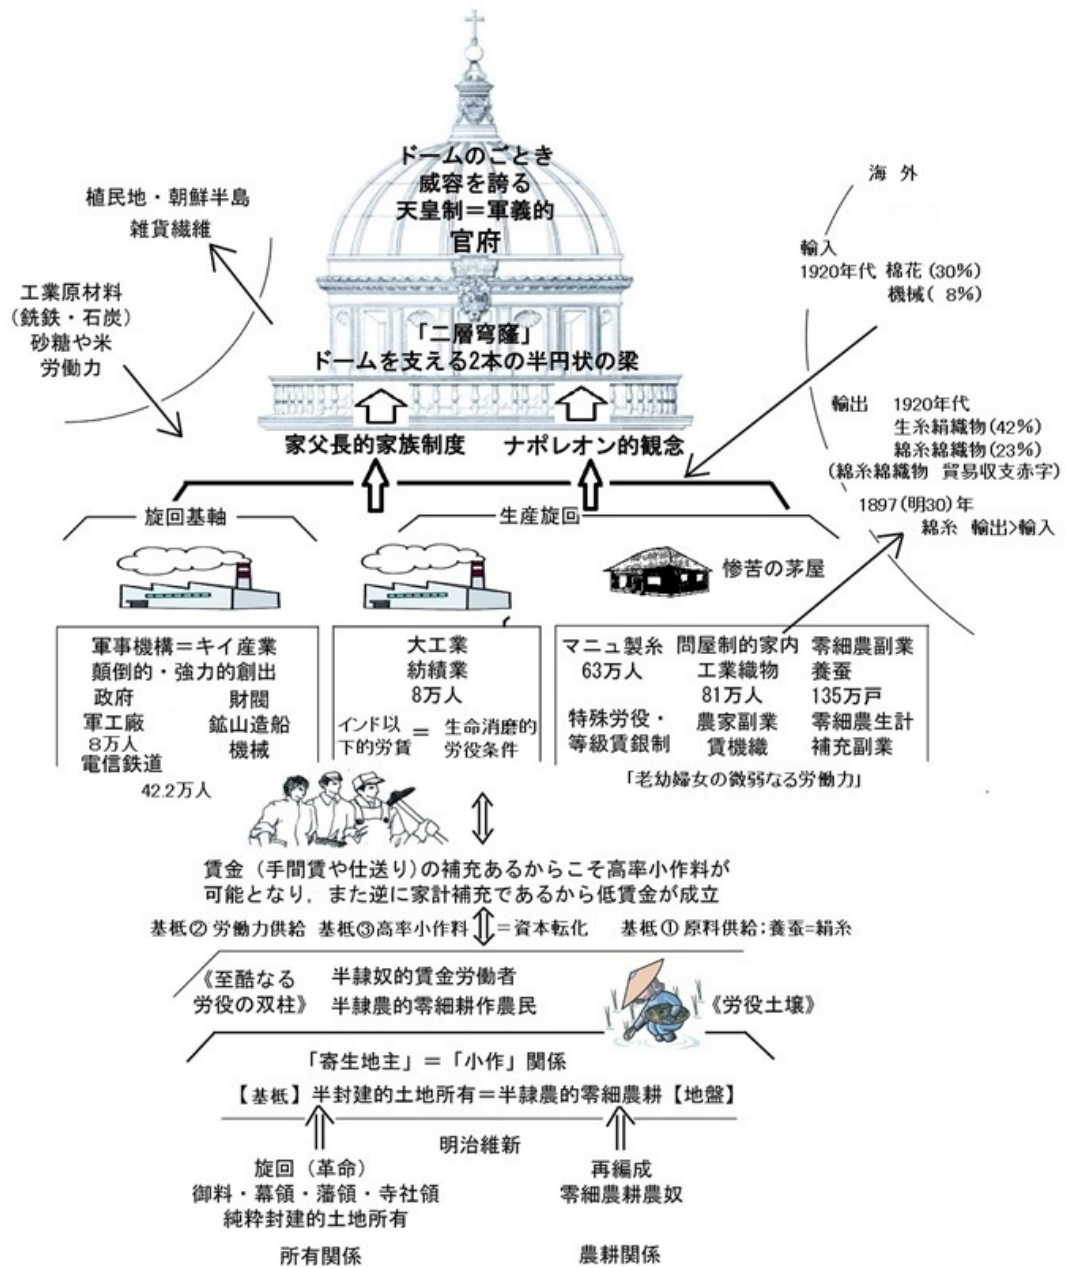 ドームのごとき
威容を誇る
天皇制＝軍義的
官府
「二層穹窿」
ドームを支える2本の半円状の梁
植民地・朝鮮半島
雑貨繊維
工業原材料
（銑鉄・石炭）
砂糖や米
労働力
海 外
輸入
1920年代 棉花（30%）
機械（ 8%）
輸出 1920年代
生糸絹織物（42%）
綿糸綿織物（23%）
（綿糸綿織物 貿易収支赤字）
1897（明30）年
綿糸 輸出＞輸入
家父長的家族制度 ナポレオン的観念
旋回基軸
生産旋回
惨苦の茅屋
軍事機構＝キイ産業
顛倒的・強力的創出
政府 財閥
軍工廠 鉱山造船
8万人 機械
電信鉄道
42.2万人
大工業
紡績業
8万人
インド以下的労賃 ＝ 生命消磨的労役条件
マニュ製糸 問屋制的家内 零細農副業
63万人 工業織物 養蚕
81万人 135万戸
特殊労役・ 農家副業 零細農生計
等級賃銀制 賃機織 補充副業
「老幼婦女の微弱なる労働力」
賃金（手間賃や仕送り）の補充あるからこそ高率小作料が
可能となり，また逆に家計補充であるから低賃金が成立
基柢② 労働力供給 基柢③高率小作料 ＝資本転化 基柢① 原料供給；養蚕＝絹糸
《至酷なる 半隷奴的賃金労働者
労役の双柱》 半隷農的零細耕作農民 《労役土壌》
「寄生地主」＝「小作」関係
【基柢】半封建的土地所有＝半隷農的零細農耕【地盤】
明治維新
旋回（革命）
御料・幕領・藩領・寺社領
純粋封建的土地所有
所有関係
再編成
零細農耕農奴
農耕関係